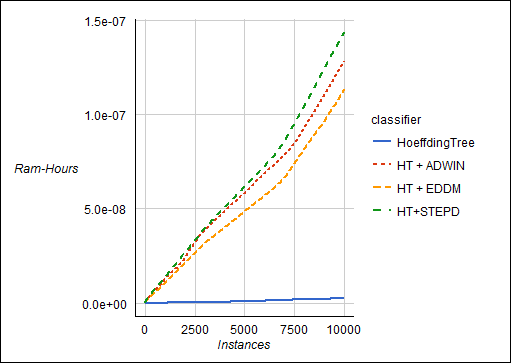 1.5e-07
1.0e-07
5.0e-08
0.0e+00
Ram-Hours
0 2500 5000 7500 10000
Instances
classifier
HoeffdingTree
HT + ADWIN
HT + EDDM
HT+STEPD